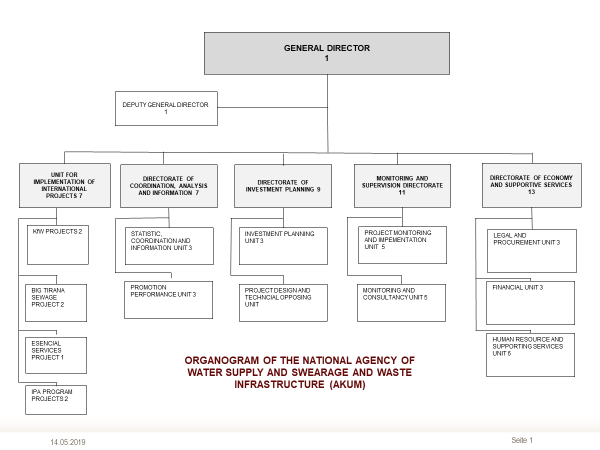 GENERAL DIRECTOR
1
DEPUTY GENERAL DIRECTOR
1
UNIT FOR
IMPLEMENTATION OF
INTERNATIONAL
PROJECTS 7
DIRECTORATE OF
COORDINATION, ANALYSIS
AND INFORMATION 7
DIRECTORATE OF
INVESTMENT PLANNING 9
MONITORING AND
SUPERVISION DIRECTORATE
11
DIRECTORATE OF ECONOMY
AND SUPPORTIVE SERVICES
13
KfW PROJECTS 2
BIG TIRANA
SEWAGE
PROJECT 2
ESENCIAL
SERVICES
PROJECT 1
IPA PROGRAM
PROJECTS 2
STATISTIC,
COORDINATION AND
INFORMATION UNIT 3
PROMOTION
PERFORMANCE UNIT 3
INVESTMENT PLANNING
UNIT 3
PROJECT DESIGN AND
TECHNCIAL OPPOSING
UNIT
PROJECT MONITORING
AND IMPEMENTATION
UNIT 5
MONITORING AND
CONSULTANCY UNIT 5
LEGAL AND
PROCUREMENT UNIT 3
FINANCIAL UNIT 3
HUMAN RESOURCE AND
SUPPORTING SERVICES
UNIT 6
ORGANOGRAM OF THE NATIONAL AGENCY OF
WATER SUPPLY AND SWEARAGE AND WASTE
INFRASTRUCTURE (AKUM)
14.05.2019
Seite 1